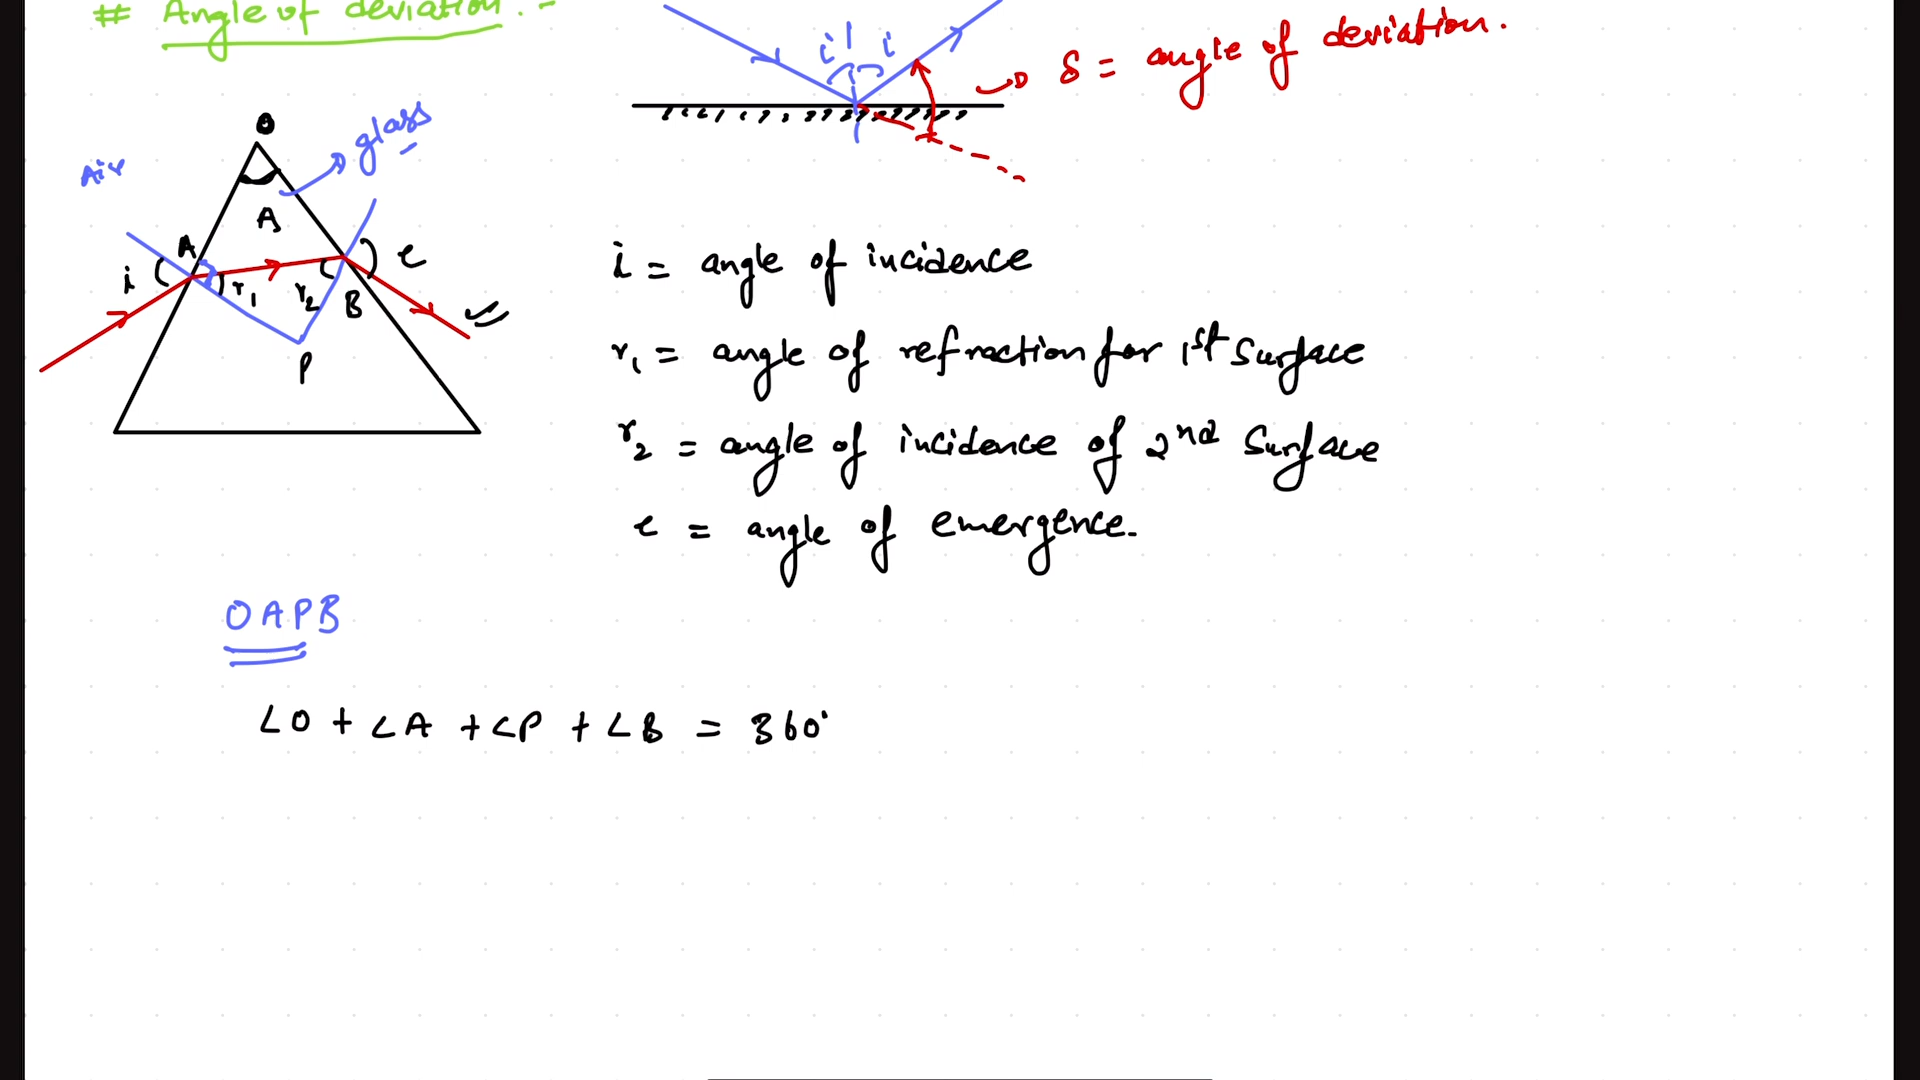 # Angle of deviation. -
i i
δ = angle of deviation.
O
glass
Air
A
A
i
r₁
r₂
B
e
P
i = angle of incidence
r₁ = angle of refraction for 1st Surface
r₂ = angle of incidence of 2nd Surface
e = angle of emergence.
OAPB
∠O + ∠A + ∠P + ∠B = 360°